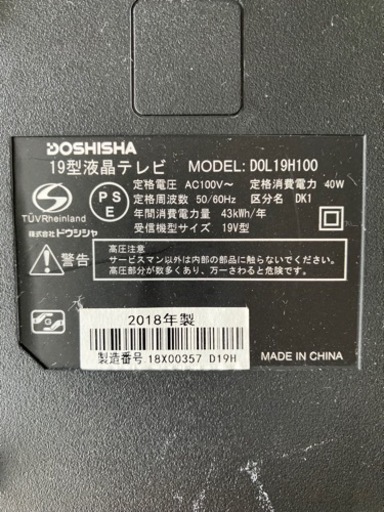 DOSHISHA
19型液晶テレビ MODEL: DOL19H100
定格電圧 AC100V～ 定格消費電力 40W
定格周波数 50/60Hz 区分名 DK1
年間消費電力量 43kWh/年
受信機型サイズ 19V型
S
TÜVRheinland
PS
E
株式会社ドウシシャ
警告
高圧注意
サービスマン以外は内部の部品に触らないでください。
高圧部分が数多くあり、万一さわると危険です。
2018年製
製造番号 18X00357 D19H
MADE IN CHINA